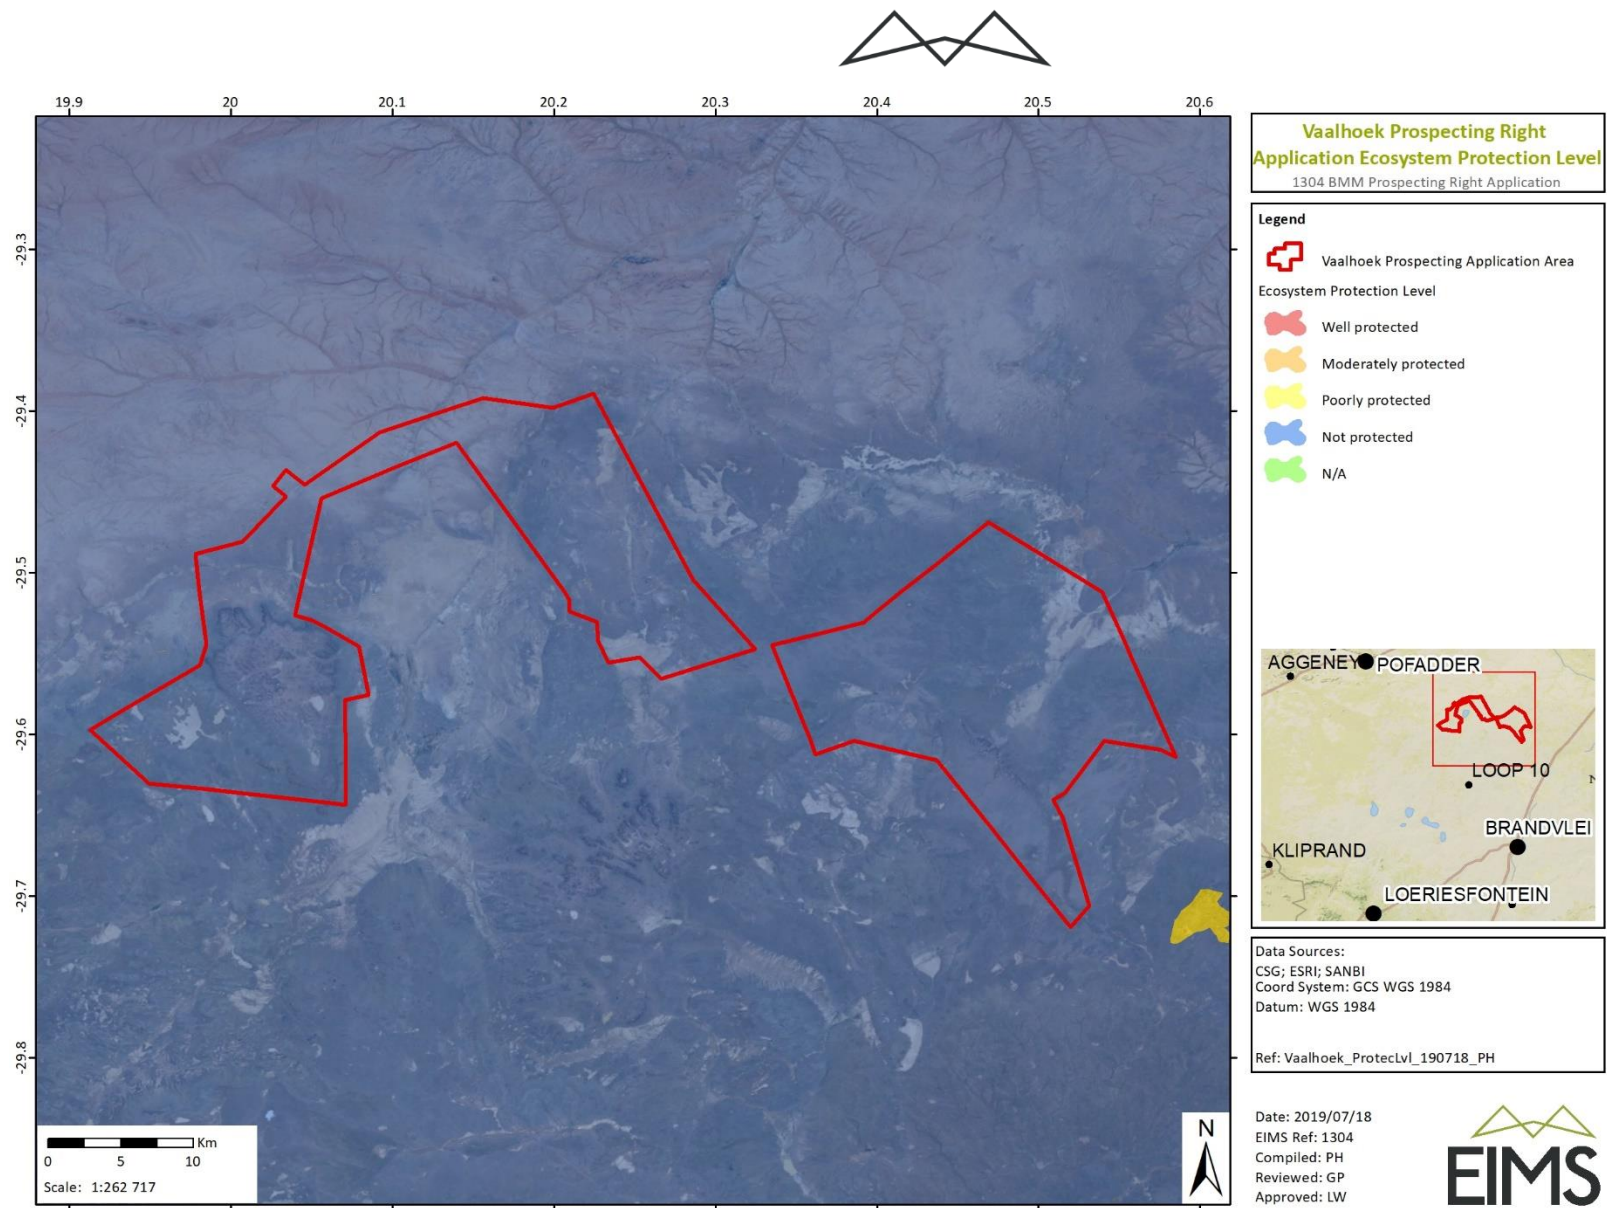 19.9 20 20.1 20.2 20.3 20.4 20.5 20.6
-29.3
-29.4
-29.5
-29.6
-29.7
-29.8
Km
0 5 10
Scale: 1:262 717
N
Vaalhoek Prospecting Right
Application Ecosystem Protection Level
1304 BMM Prospecting Right Application
Legend
Vaalhoek Prospecting Application Area
Ecosystem Protection Level
Well protected
Moderately protected
Poorly protected
Not protected
N/A
AGGENEY POFADDER
LOOP 10
BRANDVLEI
KLIPRAND
LOERIESFONTEIN
Data Sources:
CSG; ESRI; SANBI
Coord System: GCS WGS 1984
Datum: WGS 1984
Ref: Vaalhoek_ProtecLvl_190718_PH
Date: 2019/07/18
EIMS Ref: 1304
Compiled: PH
Reviewed: GP
Approved: LW
EIMS